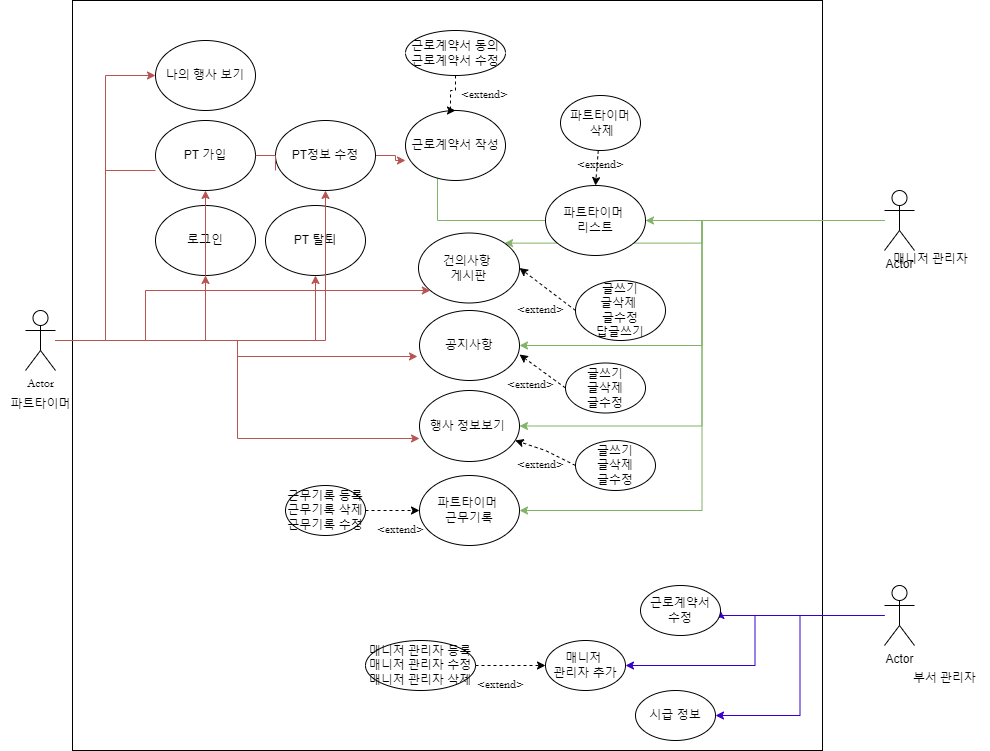 근로계약서 동의
근로계약서 수정
<extend>
나의 행사 보기
파트타이머
삭제
<extend>
PT 가입
PT정보 수정
근로계약서 작성
파트타이머
리스트
로그인
PT 탈퇴
Actor
매니저 관리자
건의사항
게시판
<extend>
글쓰기
글삭제
글수정
답글쓰기
공지사항
<extend>
글쓰기
글삭제
글수정
Actor
파트타이머
행사 정보보기
<extend>
글쓰기
글삭제
글수정
근무기록 등록
근무기록 삭제
근무기록 수정
<extend>
파트타이머
근무기록
근로계약서
수정
Actor
부서 관리자
매니저 관리자 등록
매니저 관리자 수정
매니저 관리자 삭제
<extend>
매니저
관리자 추가
시급 정보